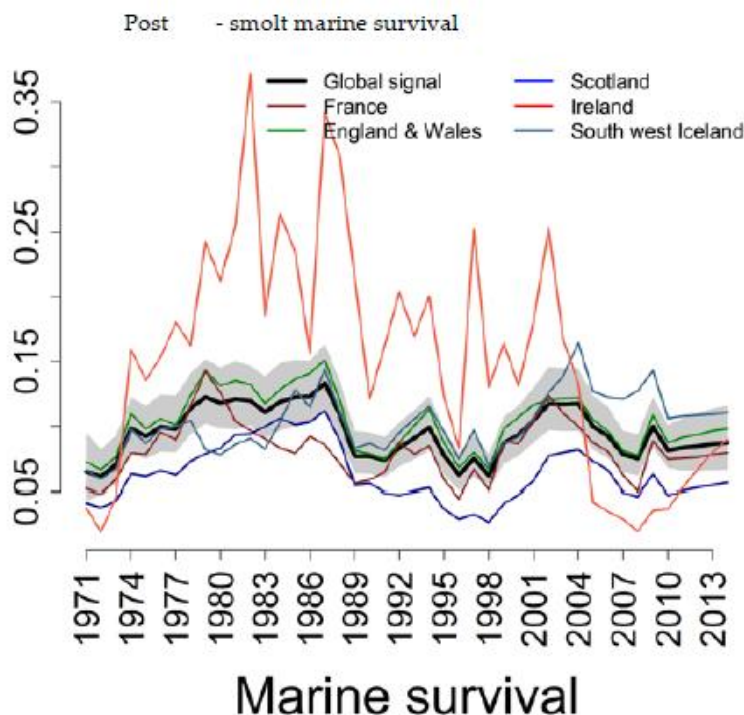 Post - smolt marine survival
Global signal
France
England & Wales
Scotland
Ireland
South west Iceland
0.35
0.25
0.15
0.05
1971 1974 1977 1980 1983 1986 1989 1992 1995 1998 2001 2004 2007 2010 2013
Marine survival